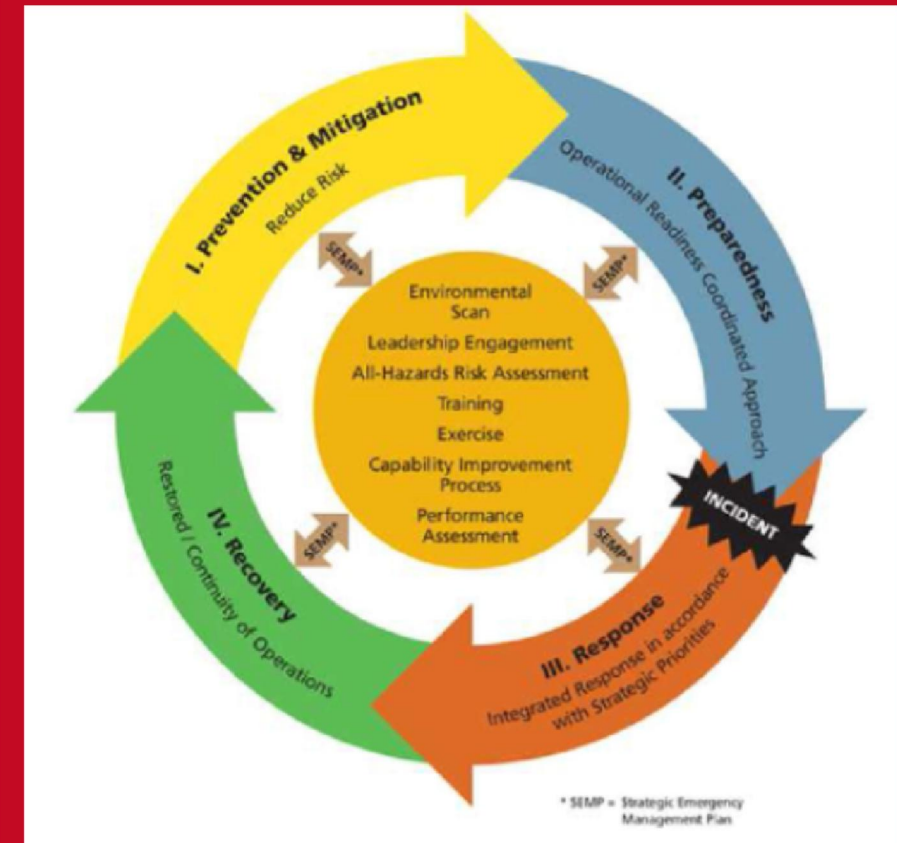 I. Prevention & Mitigation
Reduce Risk
II. Preparedness
Operational Readiness Coordinated Approach
SEMP*
SEMP*
Environmental
Scan
Leadership Engagement
All-Hazards Risk Assessment
Training
Exercise
Capability Improvement
Process
Performance
Assessment
INCIDENT
SEMP*
SEMP*
III. Response
Integrated Response in accordance
with Strategic Priorities
IV. Recovery
Restored / Continuity of Operations
* SEMP = Strategic Emergency
Management Plan